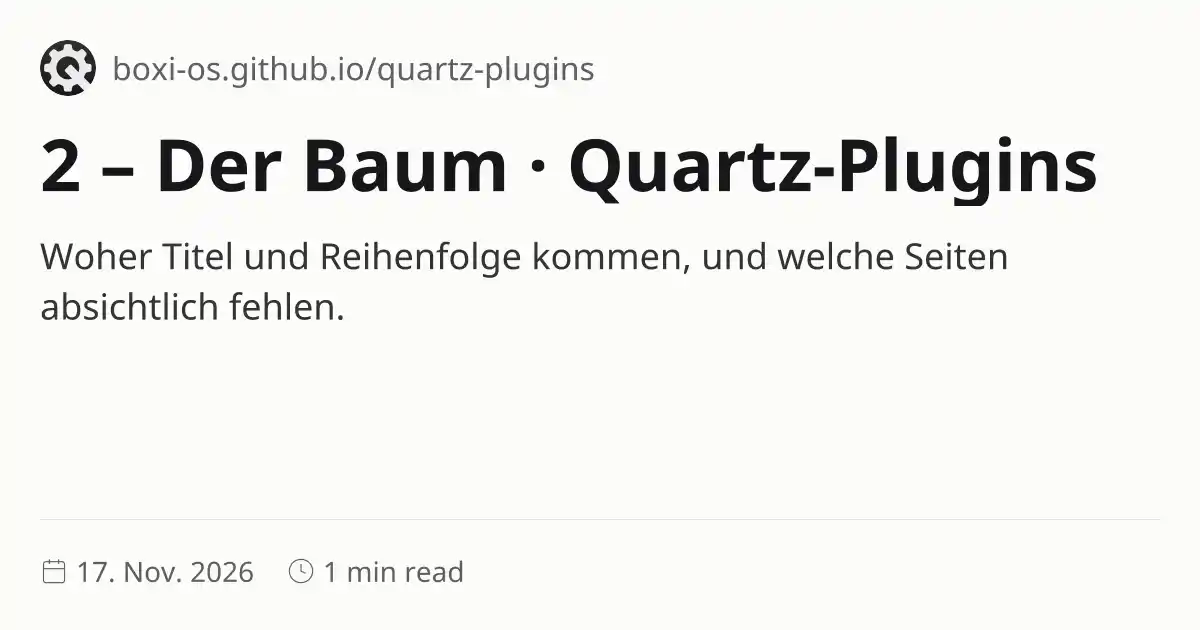 boxi-os.github.io/quartz-plugins
2 – Der Baum · Quartz-Plugins
Woher Titel und Reihenfolge kommen, und welche Seiten
absichtlich fehlen.
17. Nov. 2026 1 min read